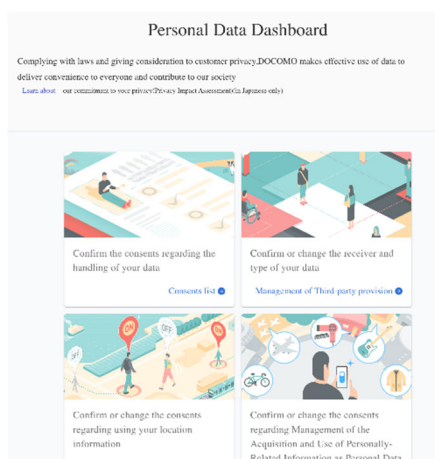 Personal Data Dashboard
Complying with laws and giving consideration to customer privacy,DOCOMO makes effective use of data to
deliver convenience to everyone and contribute to our society
Learn about our commitment to your privacy:Privacy Impact Assessment(in Japanese only)
Confirm the consents regarding the
handling of your data
Consents list
Confirm or change the receiver and
type of your data
Management of Third-party provision
OFF
ON
OFF
ON
Confirm or change the consents
regarding using your location
information
Confirm or change the consents
regarding Management of the
Acquisition and Use of Personally-
Related Information as Personal Data